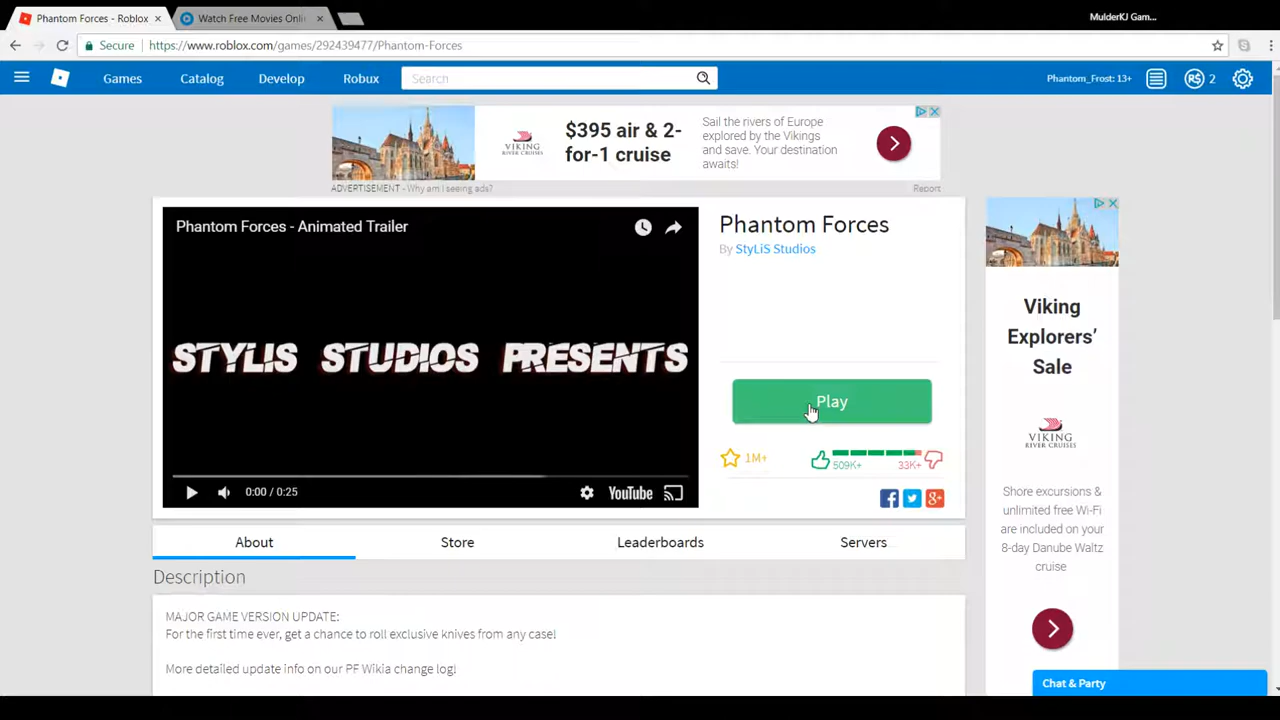 Phantom Forces - Roblox
Watch Free Movies Onli
MulderKJ Gam...
Secure
https://www.roblox.com/games/292439477/Phantom-Forces
Games
Catalog
Develop
Robux
Search
Phantom_Frost: 13+
R$ 2
$395 air & 2-
for-1 cruise
VIKING
RIVER CRUISES
Sail the rivers of Europe
explored by the Vikings
and save. Your destination
awaits!
ADVERTISEMENT - Why am I seeing ads?
Report
Phantom Forces - Animated Trailer
STYLIS STUDIOS PRESENTS
0:00 / 0:25
YouTube
Phantom Forces
By StyLiS Studios
Play
1M+
509K+
33K+
Viking
Explorers’
Sale
VIKING
RIVER CRUISES
Shore excursions &
unlimited free Wi-Fi
are included on your
8-day Danube Waltz
cruise
About
Store
Leaderboards
Servers
Description
MAJOR GAME VERSION UPDATE:
For the first time ever, get a chance to roll exclusive knives from any case!
More detailed update info on our PF Wikia change log!
Chat & Party